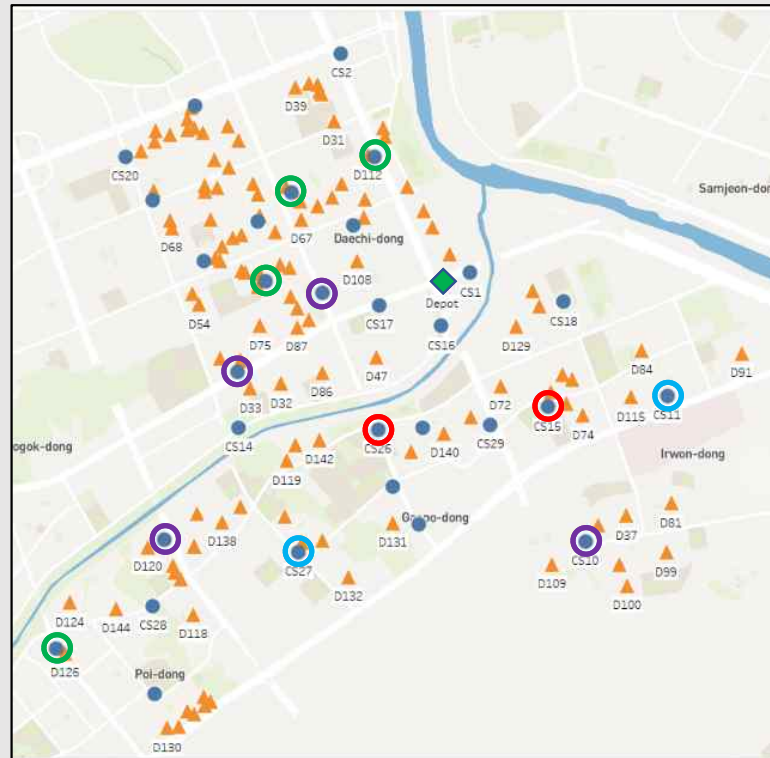 CS2
D39
D31
CS20
D112
Samjeon-don
D68
D67
Daechi-dong
D108
CS1
Depot
D54
CS17
CS18
D75
D87
CS16
D129
D47
D84
D91
D86
D33
D32
D72
D115
CS11
CS15
D74
CS14
CS26
CS29
ogok-dong
D142
D140
Irwon-dong
D119
D81
D138
D131
D37
D120
CS27
CS10
D99
D109
D132
D100
D124
D144
CS28
D118
D126
Poi-dong
D130